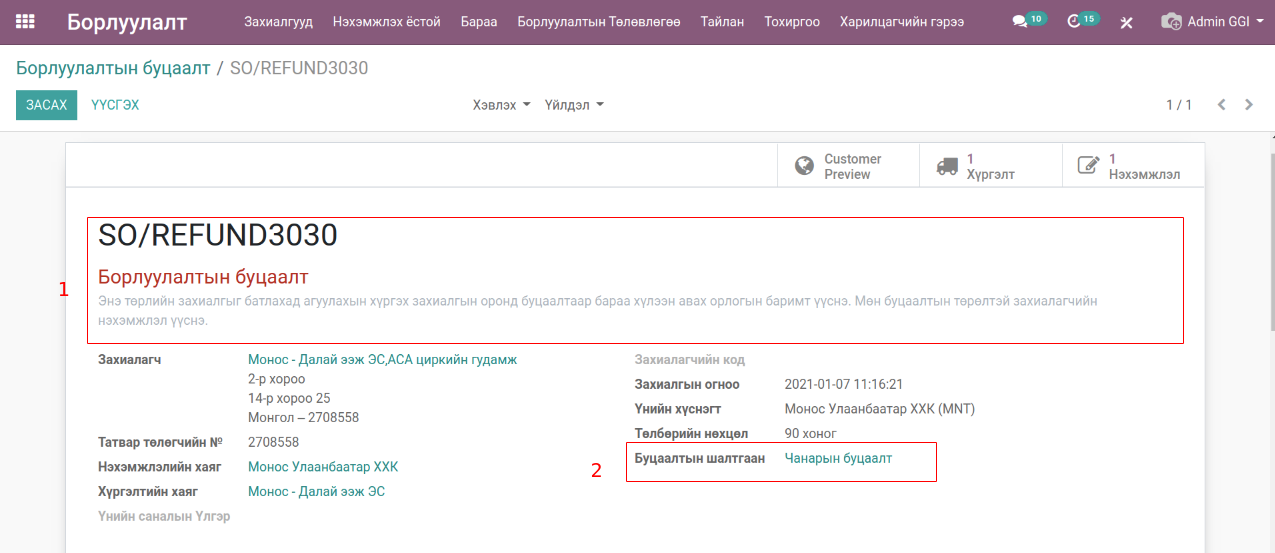 Борлуулалт Захиалгууд Нэхэмжлэх ёстой Бараа Борлуулалтын Төлөвлөгөө Тайлан Тохиргоо Харилцагчийн гэрээ 10 15 Admin GGI
Борлуулалтын буцаалт / SO/REFUND3030
ЗАСАХ ҮҮСГЭХ Хэвлэх Үйлдэл 1 / 1
Customer Preview
1 Хүргэлт
1 Нэхэмжлэл
SO/REFUND3030
1
Борлуулалтын буцаалт
Энэ төрлийн захиалгыг батлахад агуулахын хүргэх захиалгын оронд буцаалтаар бараа хүлээн авах орлогын баримт үүснэ. Мөн буцаалтын төрөлтэй захиалагчийн
нэхэмжлэл үүснэ.
Захиалагч Монос - Далай ээж ЭС,АСА циркийн гудамж
2-р хороо
14-р хороо 25
Монгол – 2708558
Татвар төлөгчийн № 2708558
Нэхэмжлэлийн хаяг Монос Улаанбаатар ХХК
Хүргэлтийн хаяг Монос - Далай ээж ЭС
Үнийн саналын Үлгэр
Захиалагчийн код
Захиалгын огноо 2021-01-07 11:16:21
Үнийн хүснэгт Монос Улаанбаатар ХХК (MNT)
Төлбөрийн нөхцөл 90 хоног
2 Буцаалтын шалтгаан Чанарын буцаалт